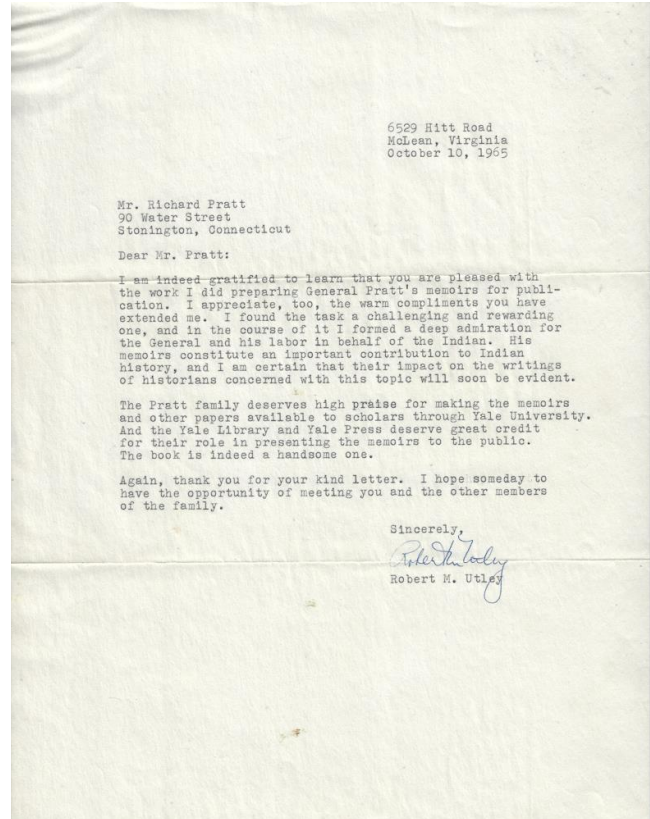 6529 Hitt Road
McLean, Virginia
October 10, 1965
Mr. Richard Pratt
90 Water Street
Stonington, Connecticut
Dear Mr. Pratt:
I am indeed gratified to learn that you are pleased with
the work I did preparing General Pratt's memoirs for publi-
cation.  I appreciate, too, the warm compliments you have
extended me.  I found the task a challenging and rewarding
one, and in the course of it I formed a deep admiration for
the General and his labor in behalf of the Indian.  His
memoirs constitute an important contribution to Indian
history, and I am certain that their impact on the writings
of historians concerned with this topic will soon be evident.
The Pratt family deserves high praise for making the memoirs
and other papers available to scholars through Yale University.
And the Yale Library and Yale Press deserve great credit
for their role in presenting the memoirs to the public.
The book is indeed a handsome one.
Again, thank you for your kind letter.  I hope someday to
have the opportunity of meeting you and the other members
of the family.
Sincerely,
Robert M. Utley
Robert M. Utley